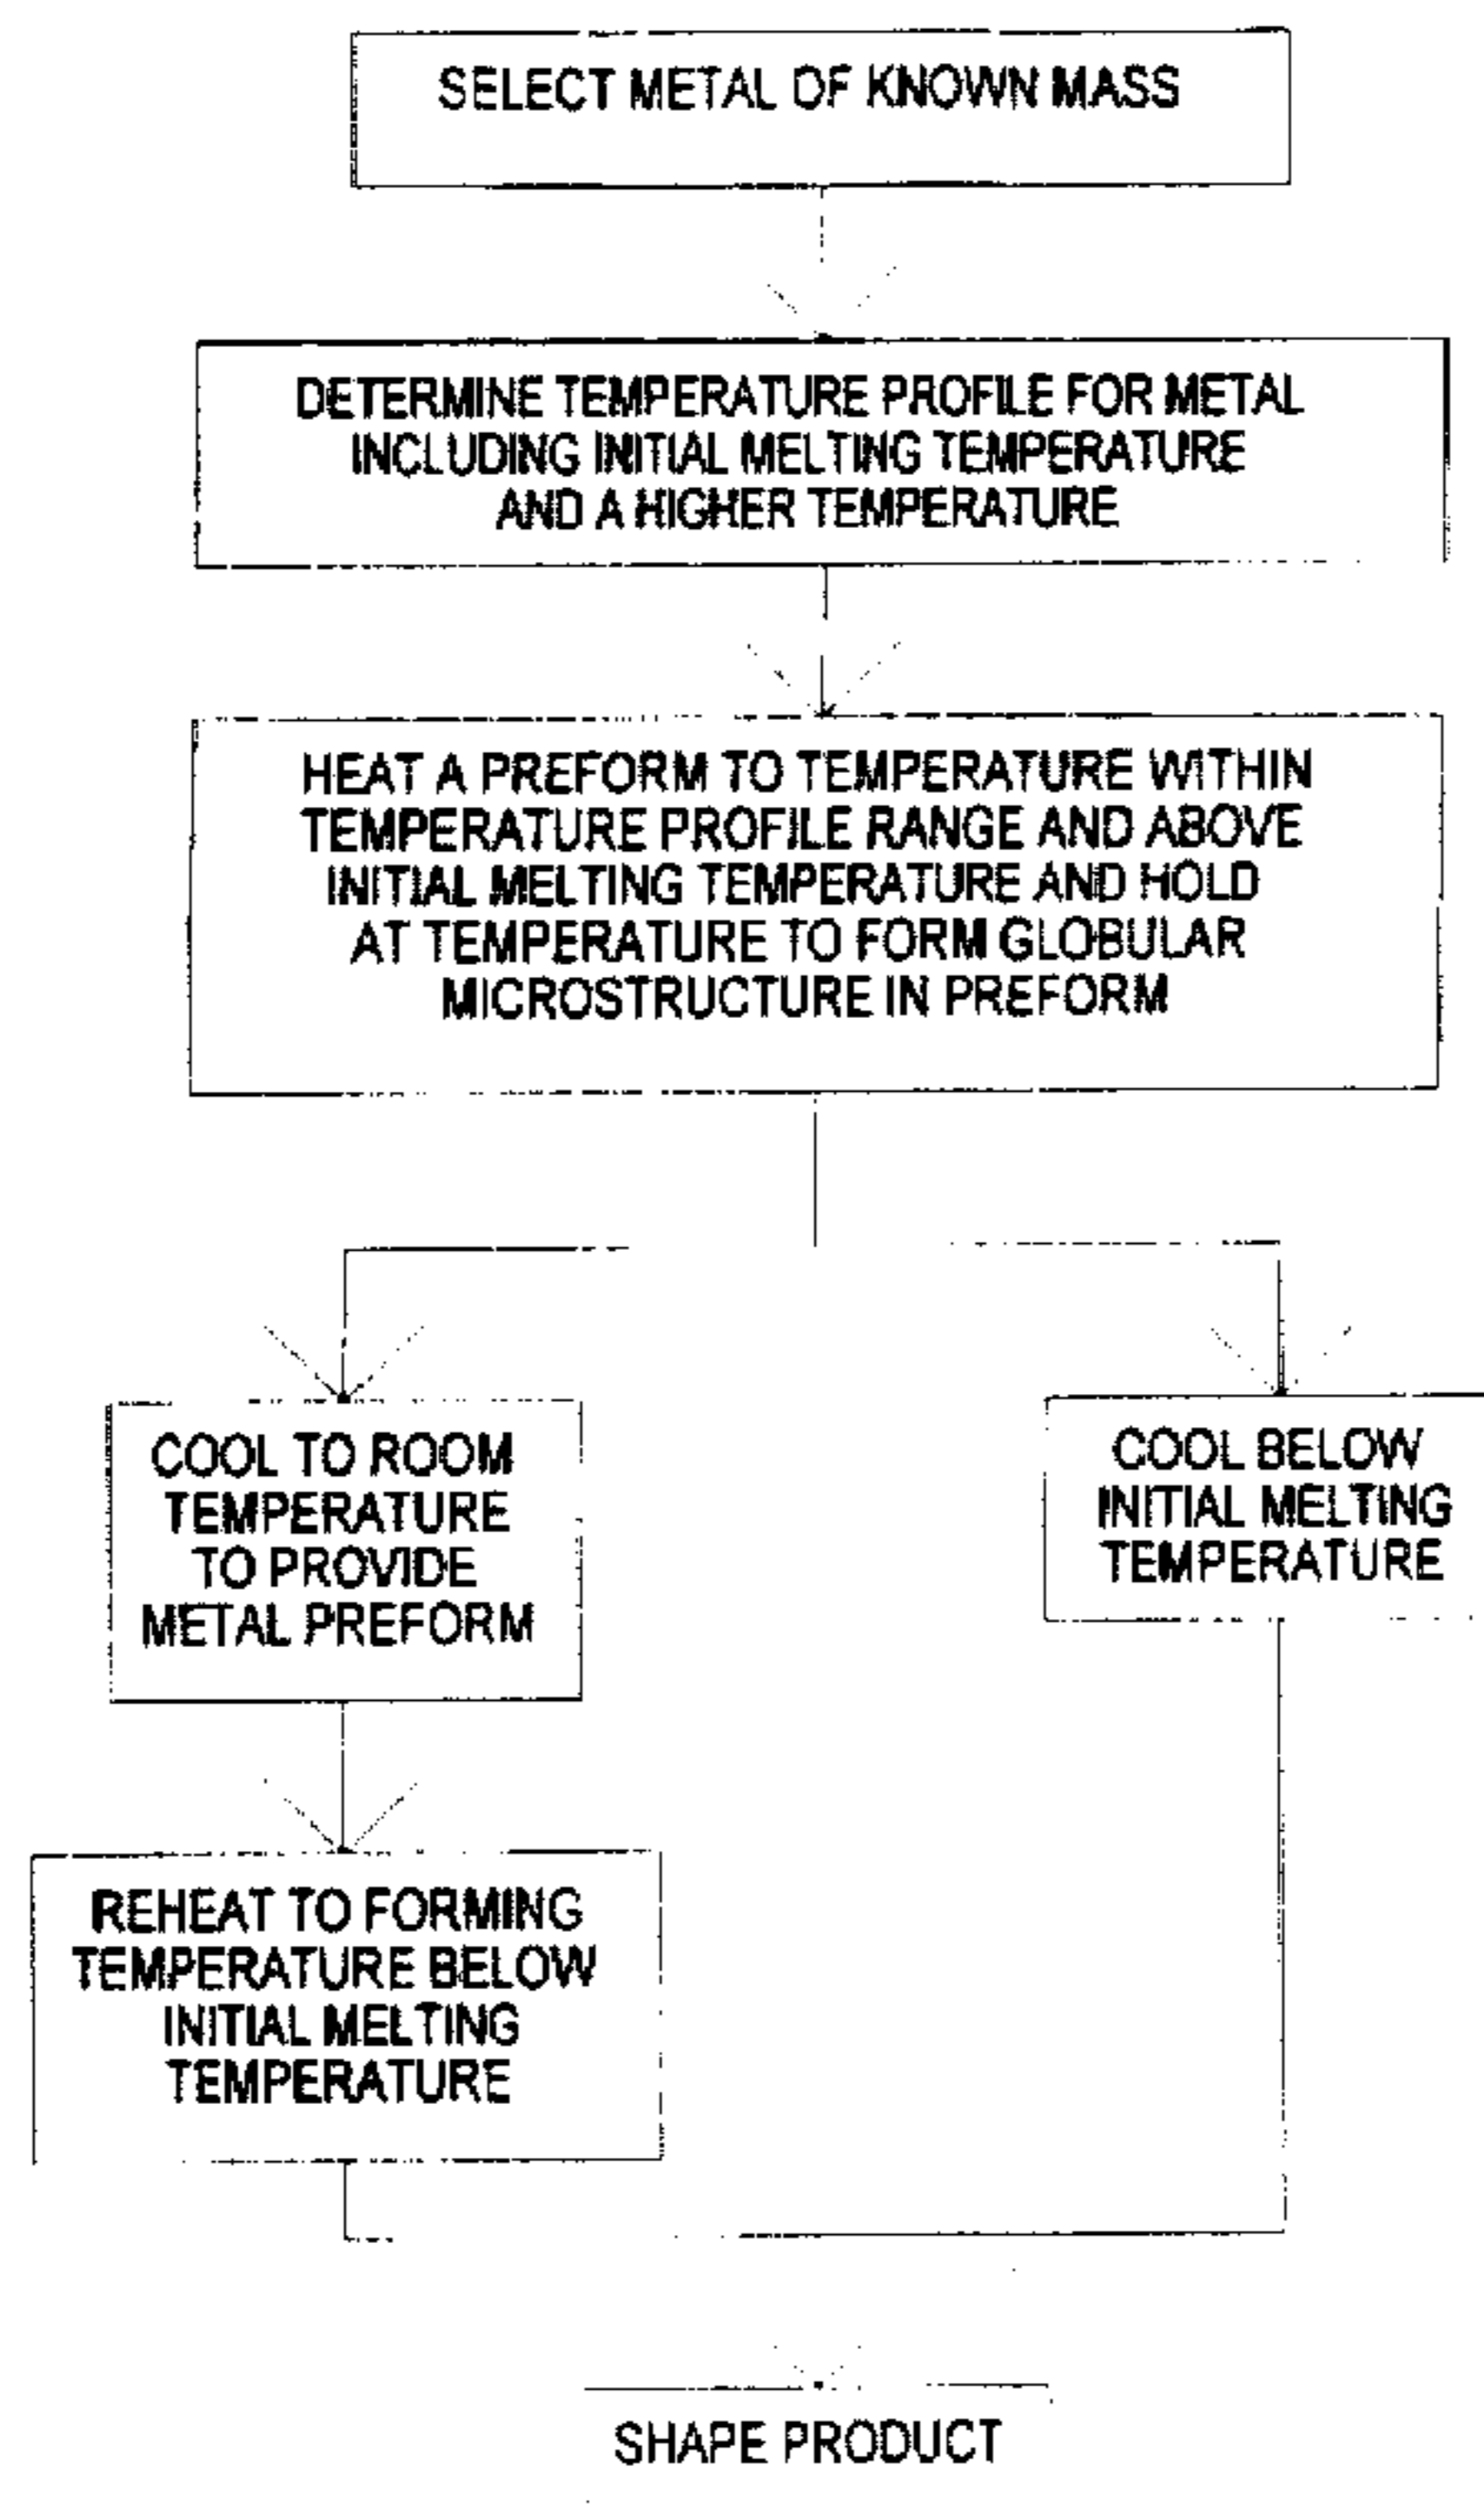 SELECT METAL OF KNOWN MASS
DETERMINE TEMPERATURE PROFILE FOR METAL
INCLUDING INITIAL MELTING TEMPERATURE
AND A HIGHER TEMPERATURE
HEAT A PREFORM TO TEMPERATURE WITHIN
TEMPERATURE PROFILE RANGE AND ABOVE
INITIAL MELTING TEMPERATURE AND HOLD
AT TEMPERATURE TO FORM GLOBULAR
MICROSTRUCTURE IN PREFORM
COOL TO ROOM
TEMPERATURE
TO PROVIDE
METAL PREFORM
COOL BELOW
INITIAL MELTING
TEMPERATURE
REHEAT TO FORMING
TEMPERATURE BELOW
INITIAL MELTING
TEMPERATURE
SHAPE PRODUCT